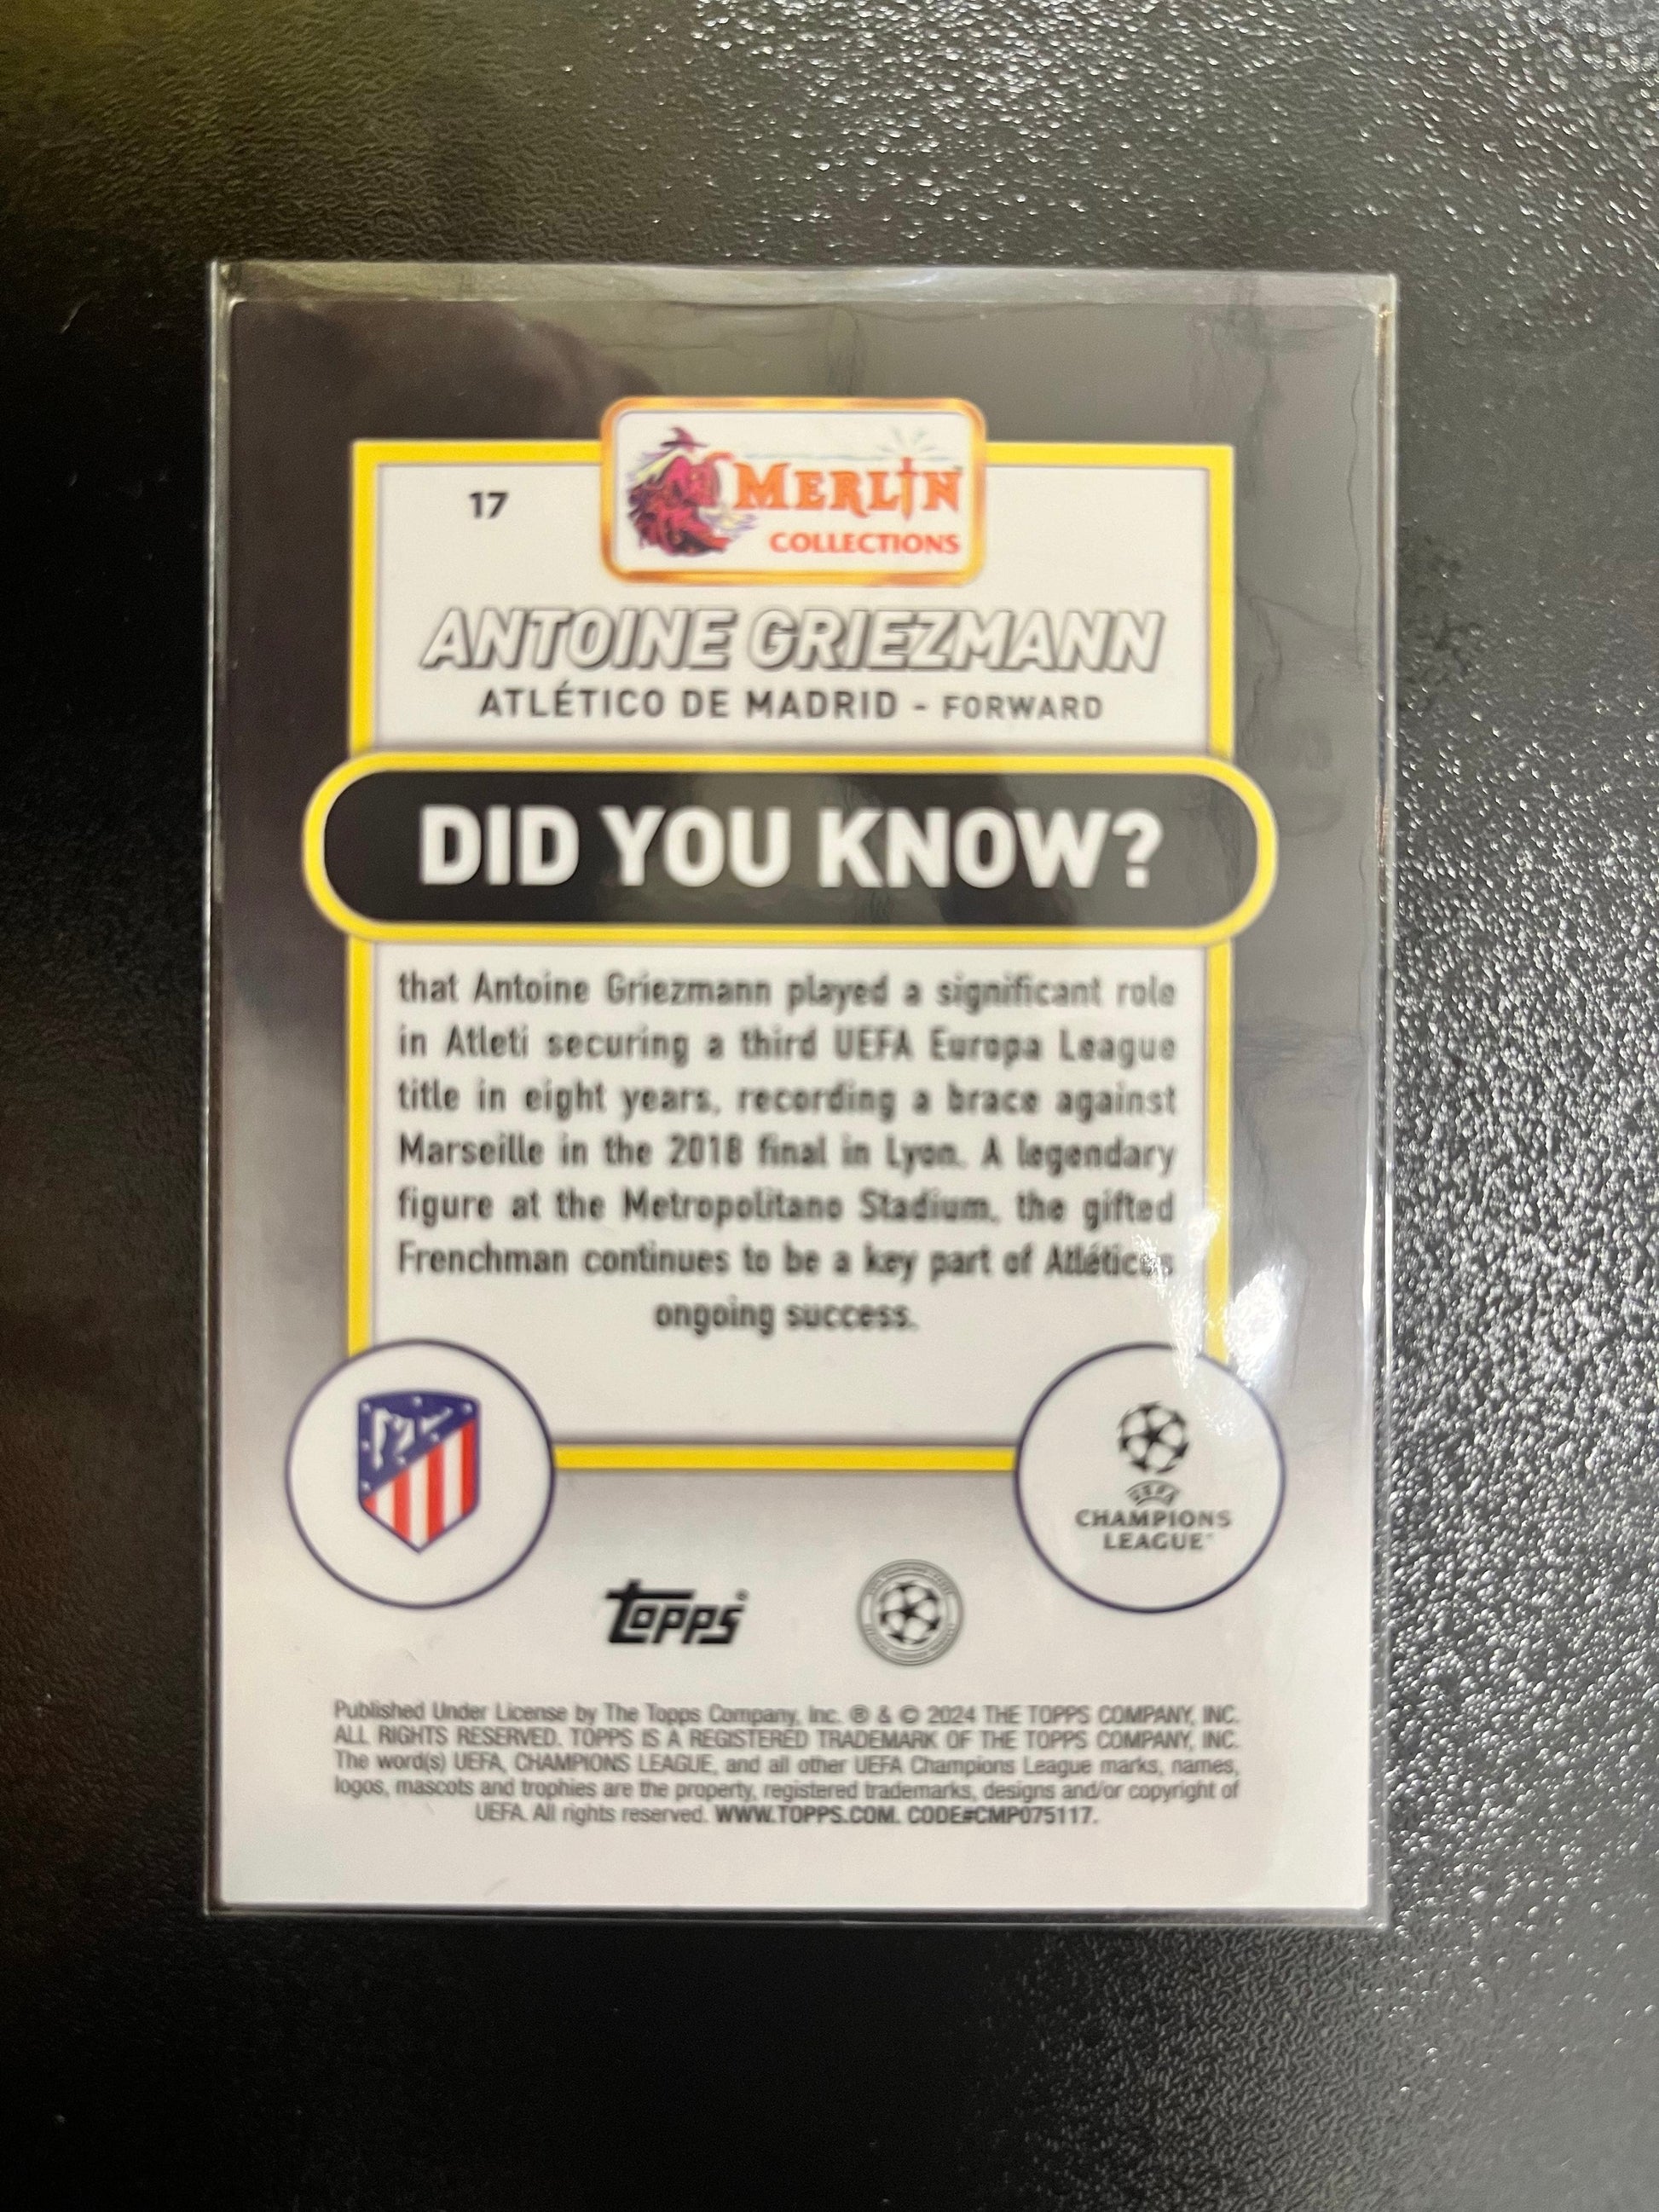 17
MERLIN
COLLECTIONS
ANTOINE GRIEZMANN
ATLÉTICO DE MADRID - FORWARD
DID YOU KNOW?
that Antoine Griezmann played a significant role
in Atleti securing a third UEFA Europa League
title in eight years, recording a brace against
Marseille in the 2018 final in Lyon. A legendary
figure at the Metropolitano Stadium, the gifted
Frenchman continues to be a key part of Atléticos
ongoing success.
UEFA
CHAMPIONS
LEAGUE
topps
Published Under License by The Topps Company, Inc. ® & © 2024 THE TOPPS COMPANY, INC.
ALL RIGHTS RESERVED. TOPPS IS A REGISTERED TRADEMARK OF THE TOPPS COMPANY, INC.
The word(s) UEFA, CHAMPIONS LEAGUE, and all other UEFA Champions League marks, names,
logos, mascots and trophies are the property, registered trademarks, designs and/or copyright of
UEFA. All rights reserved. WWW.TOPPS.COM. CODE#CMP075117.